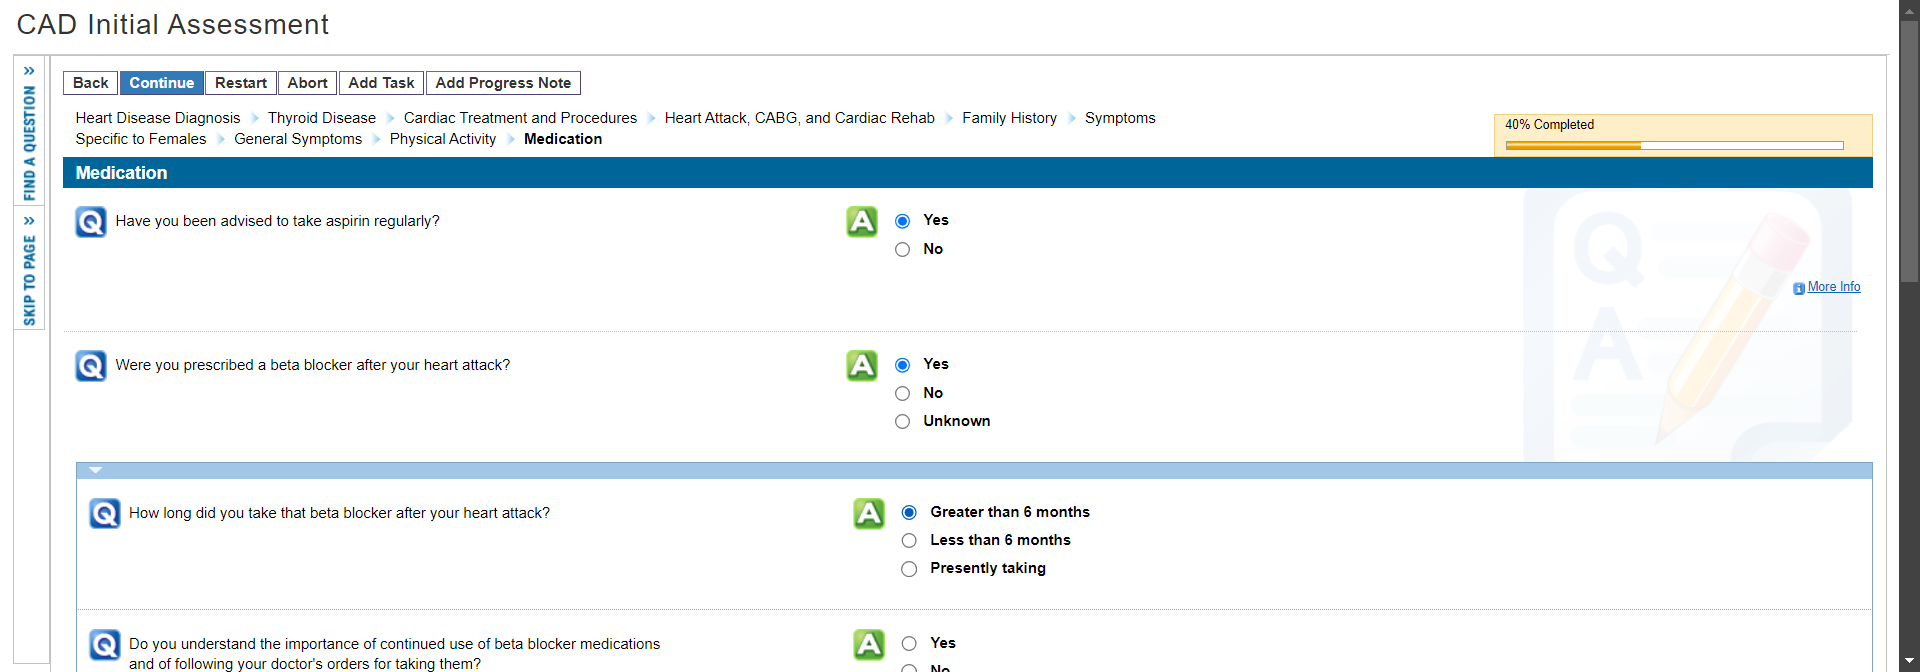 CAD Initial Assessment
FIND A QUESTION
SKIP TO PAGE
Back Continue Restart Abort Add Task Add Progress Note
Heart Disease Diagnosis Thyroid Disease Cardiac Treatment and Procedures Heart Attack, CABG, and Cardiac Rehab Family History Symptoms
Specific to Females General Symptoms Physical Activity Medication
40% Completed
Medication
Q Have you been advised to take aspirin regularly?
A Yes
No
Q
A
More Info
Q Were you prescribed a beta blocker after your heart attack?
A Yes
No
Unknown
Q How long did you take that beta blocker after your heart attack?
A Greater than 6 months
Less than 6 months
Presently taking
Q Do you understand the importance of continued use of beta blocker medications
and of following your doctor's orders for taking them?
A Yes
No